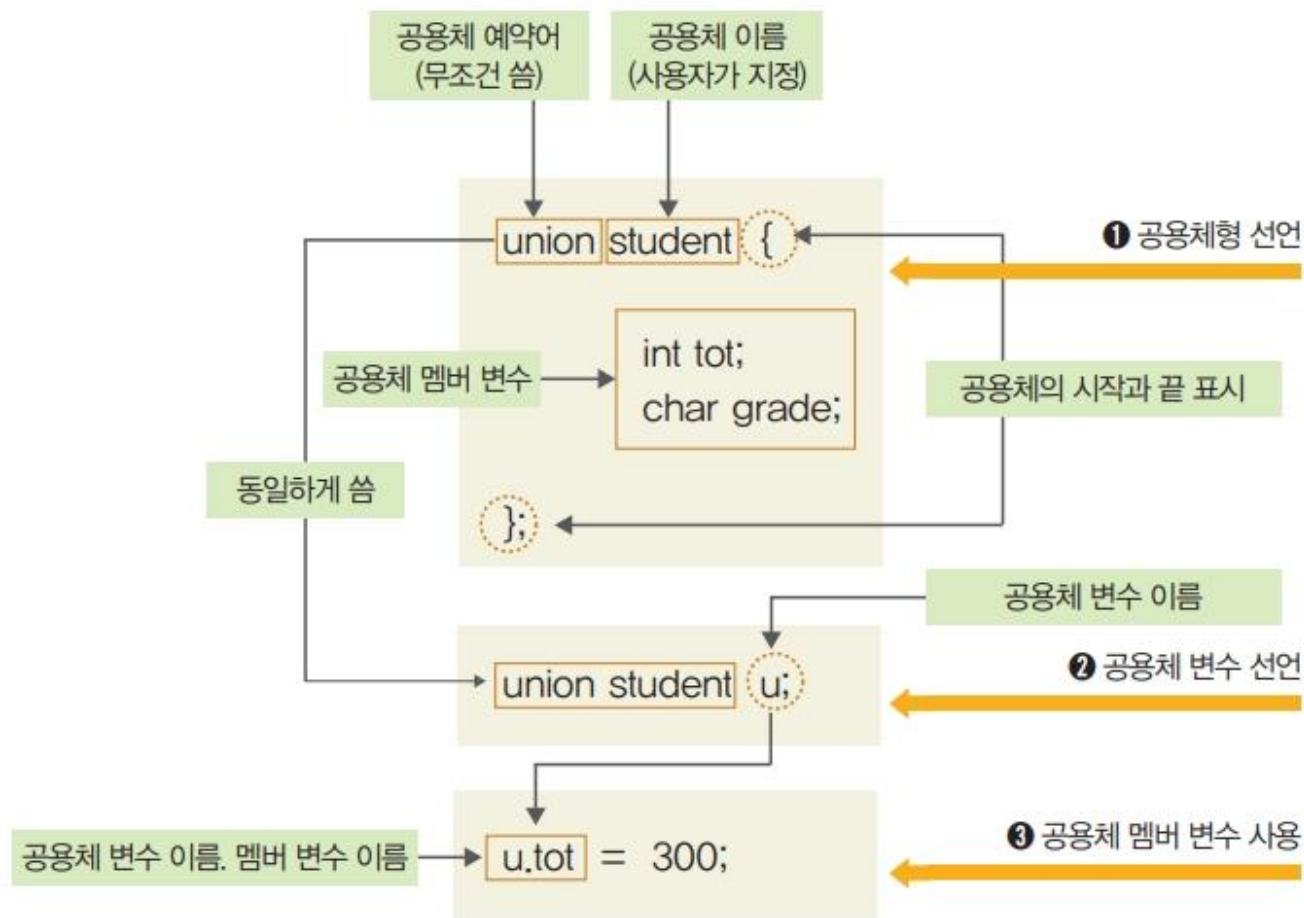 공용체 예약어
(무조건 씀)
공용체 이름
(사용자가 지정)
union student {
❶ 공용체형 선언
int tot;
char grade;
공용체 멤버 변수
공용체의 시작과 끝 표시
동일하게 씀
};
공용체 변수 이름
❷ 공용체 변수 선언
union student u;
❸ 공용체 멤버 변수 사용
공용체 변수 이름. 멤버 변수 이름
u.tot = 300;